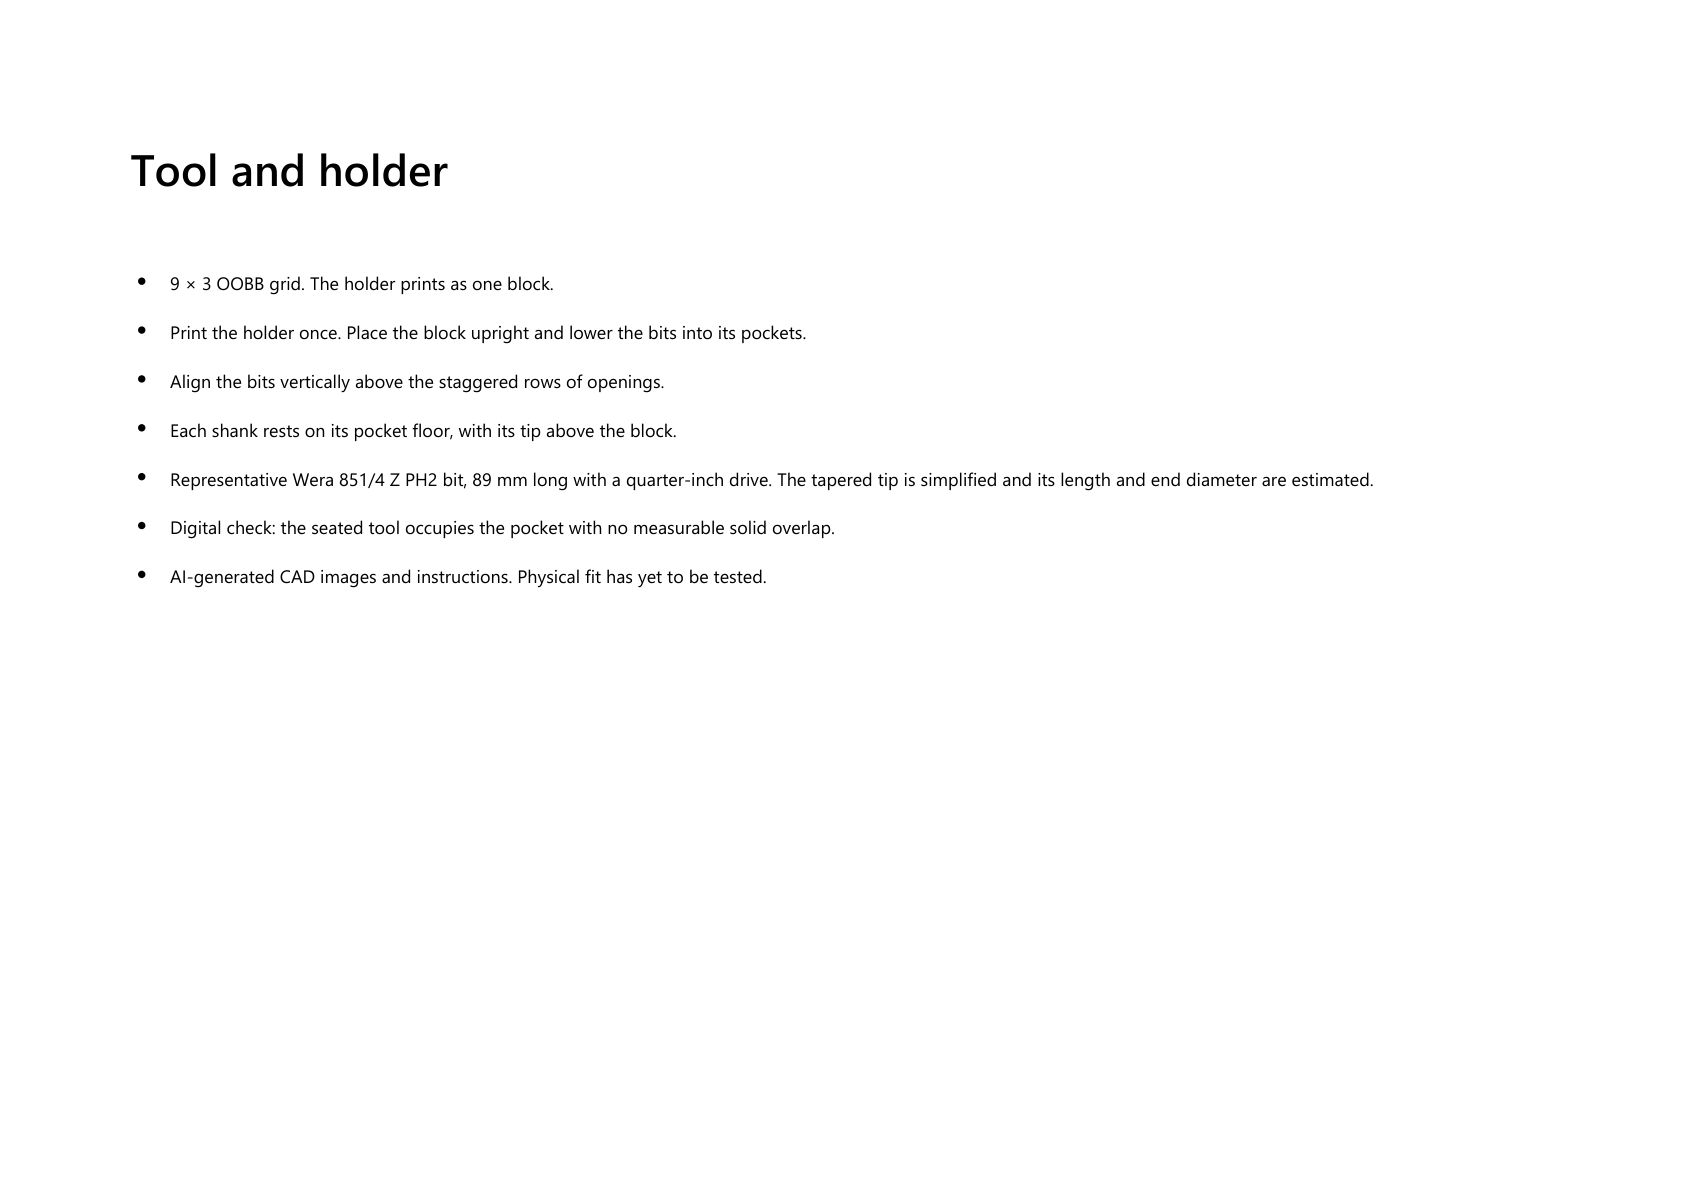 Tool and holder
• 9 × 3 OOBB grid. The holder prints as one block.
• Print the holder once. Place the block upright and lower the bits into its pockets.
• Align the bits vertically above the staggered rows of openings.
• Each shank rests on its pocket floor, with its tip above the block.
• Representative Wera 851/4 Z PH2 bit, 89 mm long with a quarter-inch drive. The tapered tip is simplified and its length and end diameter are estimated.
• Digital check: the seated tool occupies the pocket with no measurable solid overlap.
• AI-generated CAD images and instructions. Physical fit has yet to be tested.